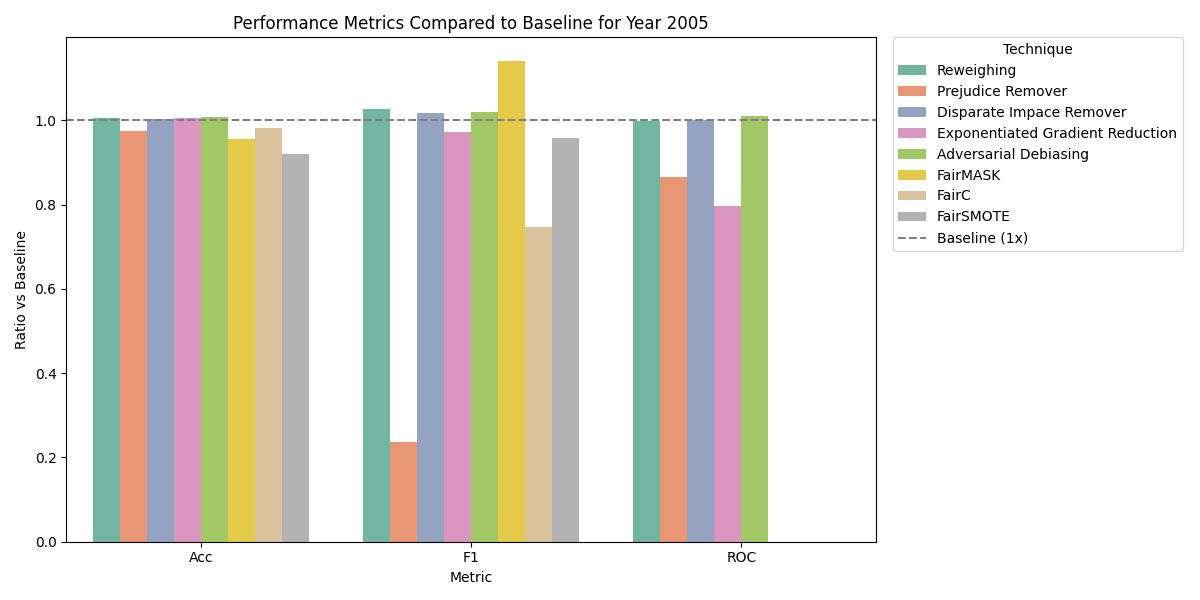 Performance Metrics Compared to Baseline for Year 2005
Ratio vs Baseline
1.0
0.8
0.6
0.4
0.2
0.0
Acc
F1
ROC
Metric
Technique
Reweighing
Prejudice Remover
Disparate Impace Remover
Exponentiated Gradient Reduction
Adversarial Debiasing
FairMASK
FairC
FairSMOTE
Baseline (1x)